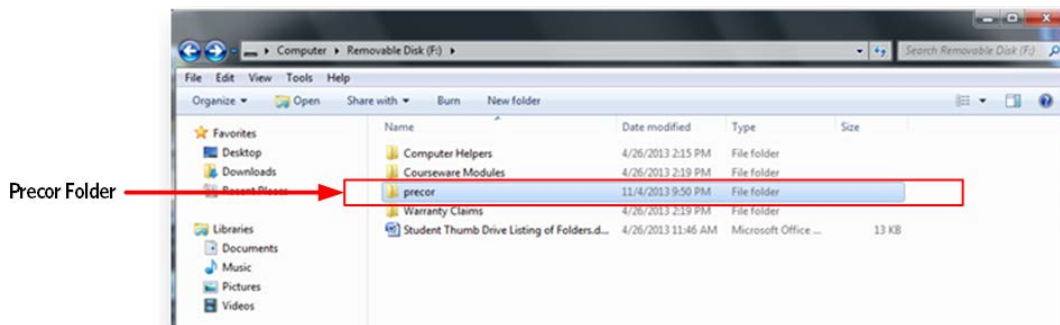 Computer Removable Disk (F:)
Search Removable Disk (F:)
File Edit View Tools Help
Organize Open Share with Burn New folder
Favorites
Desktop
Downloads
Recent Places
Libraries
Documents
Music
Pictures
Videos
Name Date modified Type Size
Computer Helpers 4/26/2013 2:15 PM File folder
Courseware Modules 4/26/2013 2:19 PM File folder
precor 11/4/2013 9:50 PM File folder
Warranty Claims 4/26/2013 2:19 PM File folder
Student Thumb Drive Listing of Folders.d... 4/26/2013 11:46 AM Microsoft Office ... 13 KB
Precor Folder